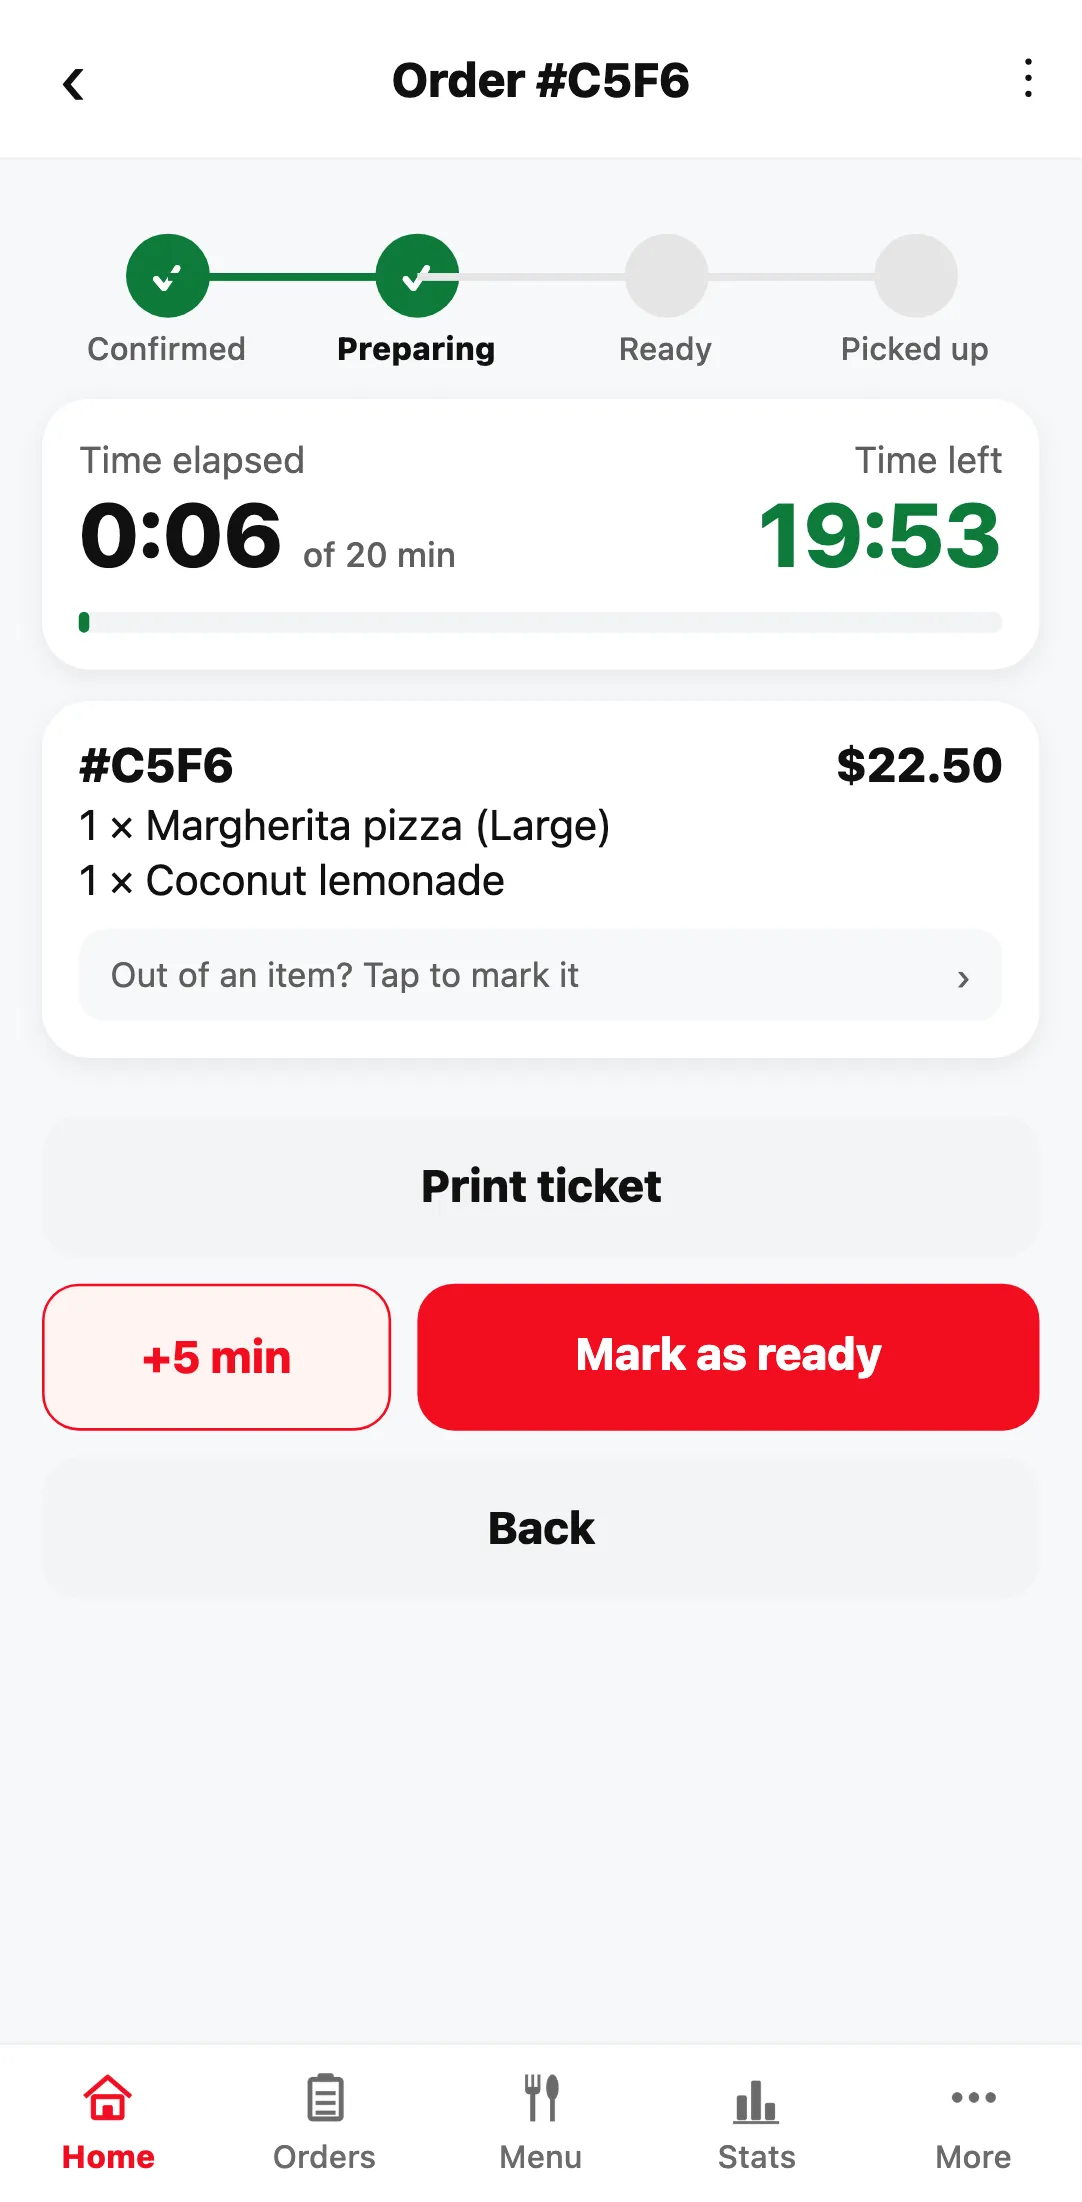 Order #C5F6
Confirmed
Preparing
Ready
Picked up
Time elapsed
Time left
0:06 of 20 min
19:53
#C5F6
$22.50
1 × Margherita pizza (Large)
1 × Coconut lemonade
Out of an item? Tap to mark it
Print ticket
+5 min
Mark as ready
Back
Home
Orders
Menu
Stats
More